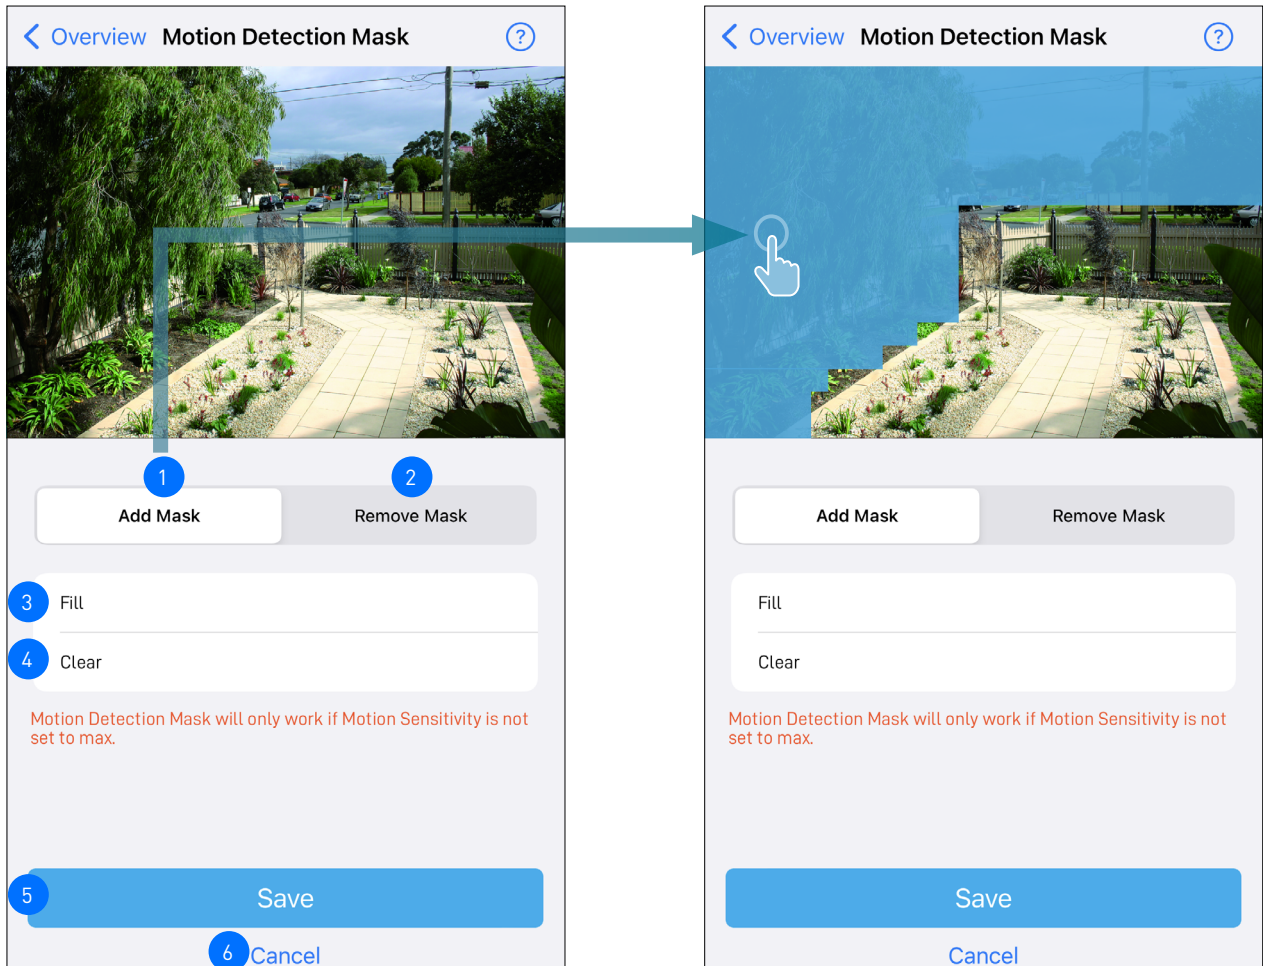 Overview Motion Detection Mask ?
1
2
Add Mask Remove Mask
3 Fill
4 Clear
Motion Detection Mask will only work if Motion Sensitivity is not
set to max.
5 Save
6 Cancel
Overview Motion Detection Mask ?
Add Mask Remove Mask
Fill
Clear
Motion Detection Mask will only work if Motion Sensitivity is not
set to max.
Save
Cancel